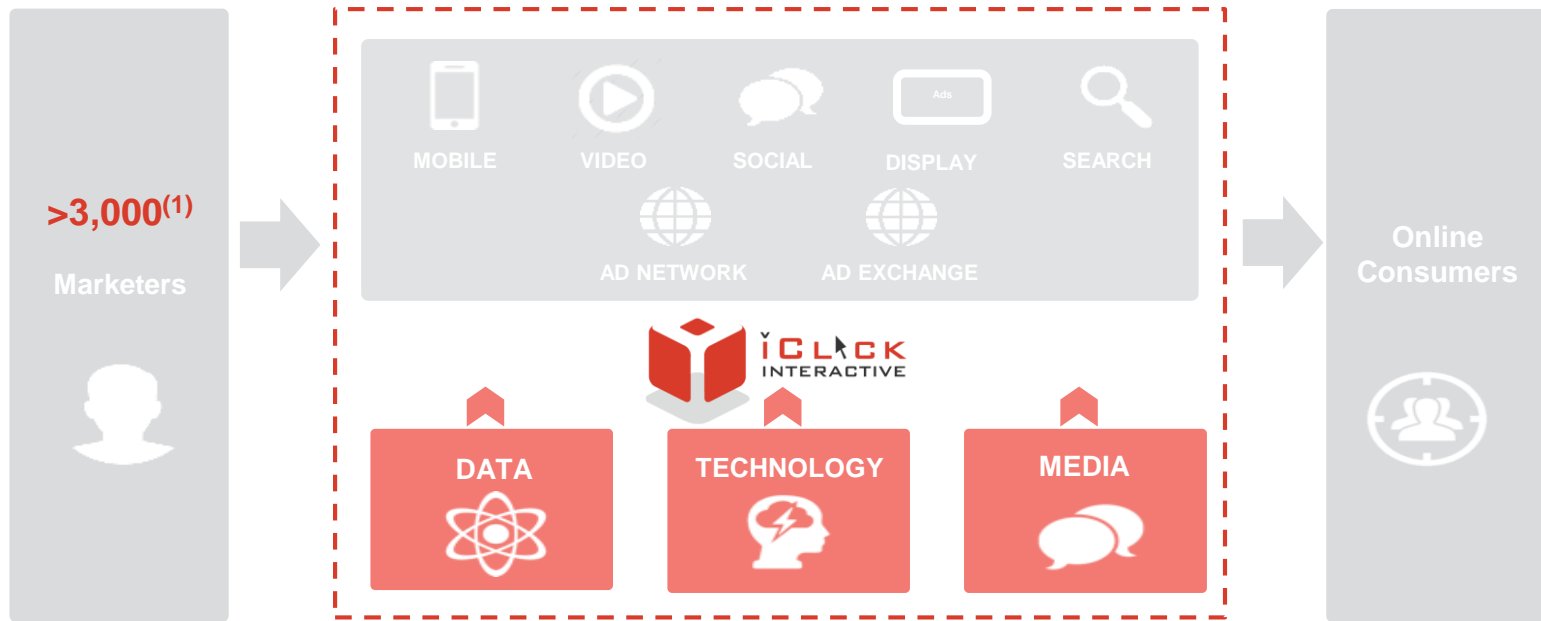 >3,000(1)
Marketers
MOBILE
VIDEO
SOCIAL
Ads
DISPLAY
SEARCH
AD NETWORK
AD EXCHANGE
iCLICK
INTERACTIVE
DATA
TECHNOLOGY
MEDIA
Online
Consumers